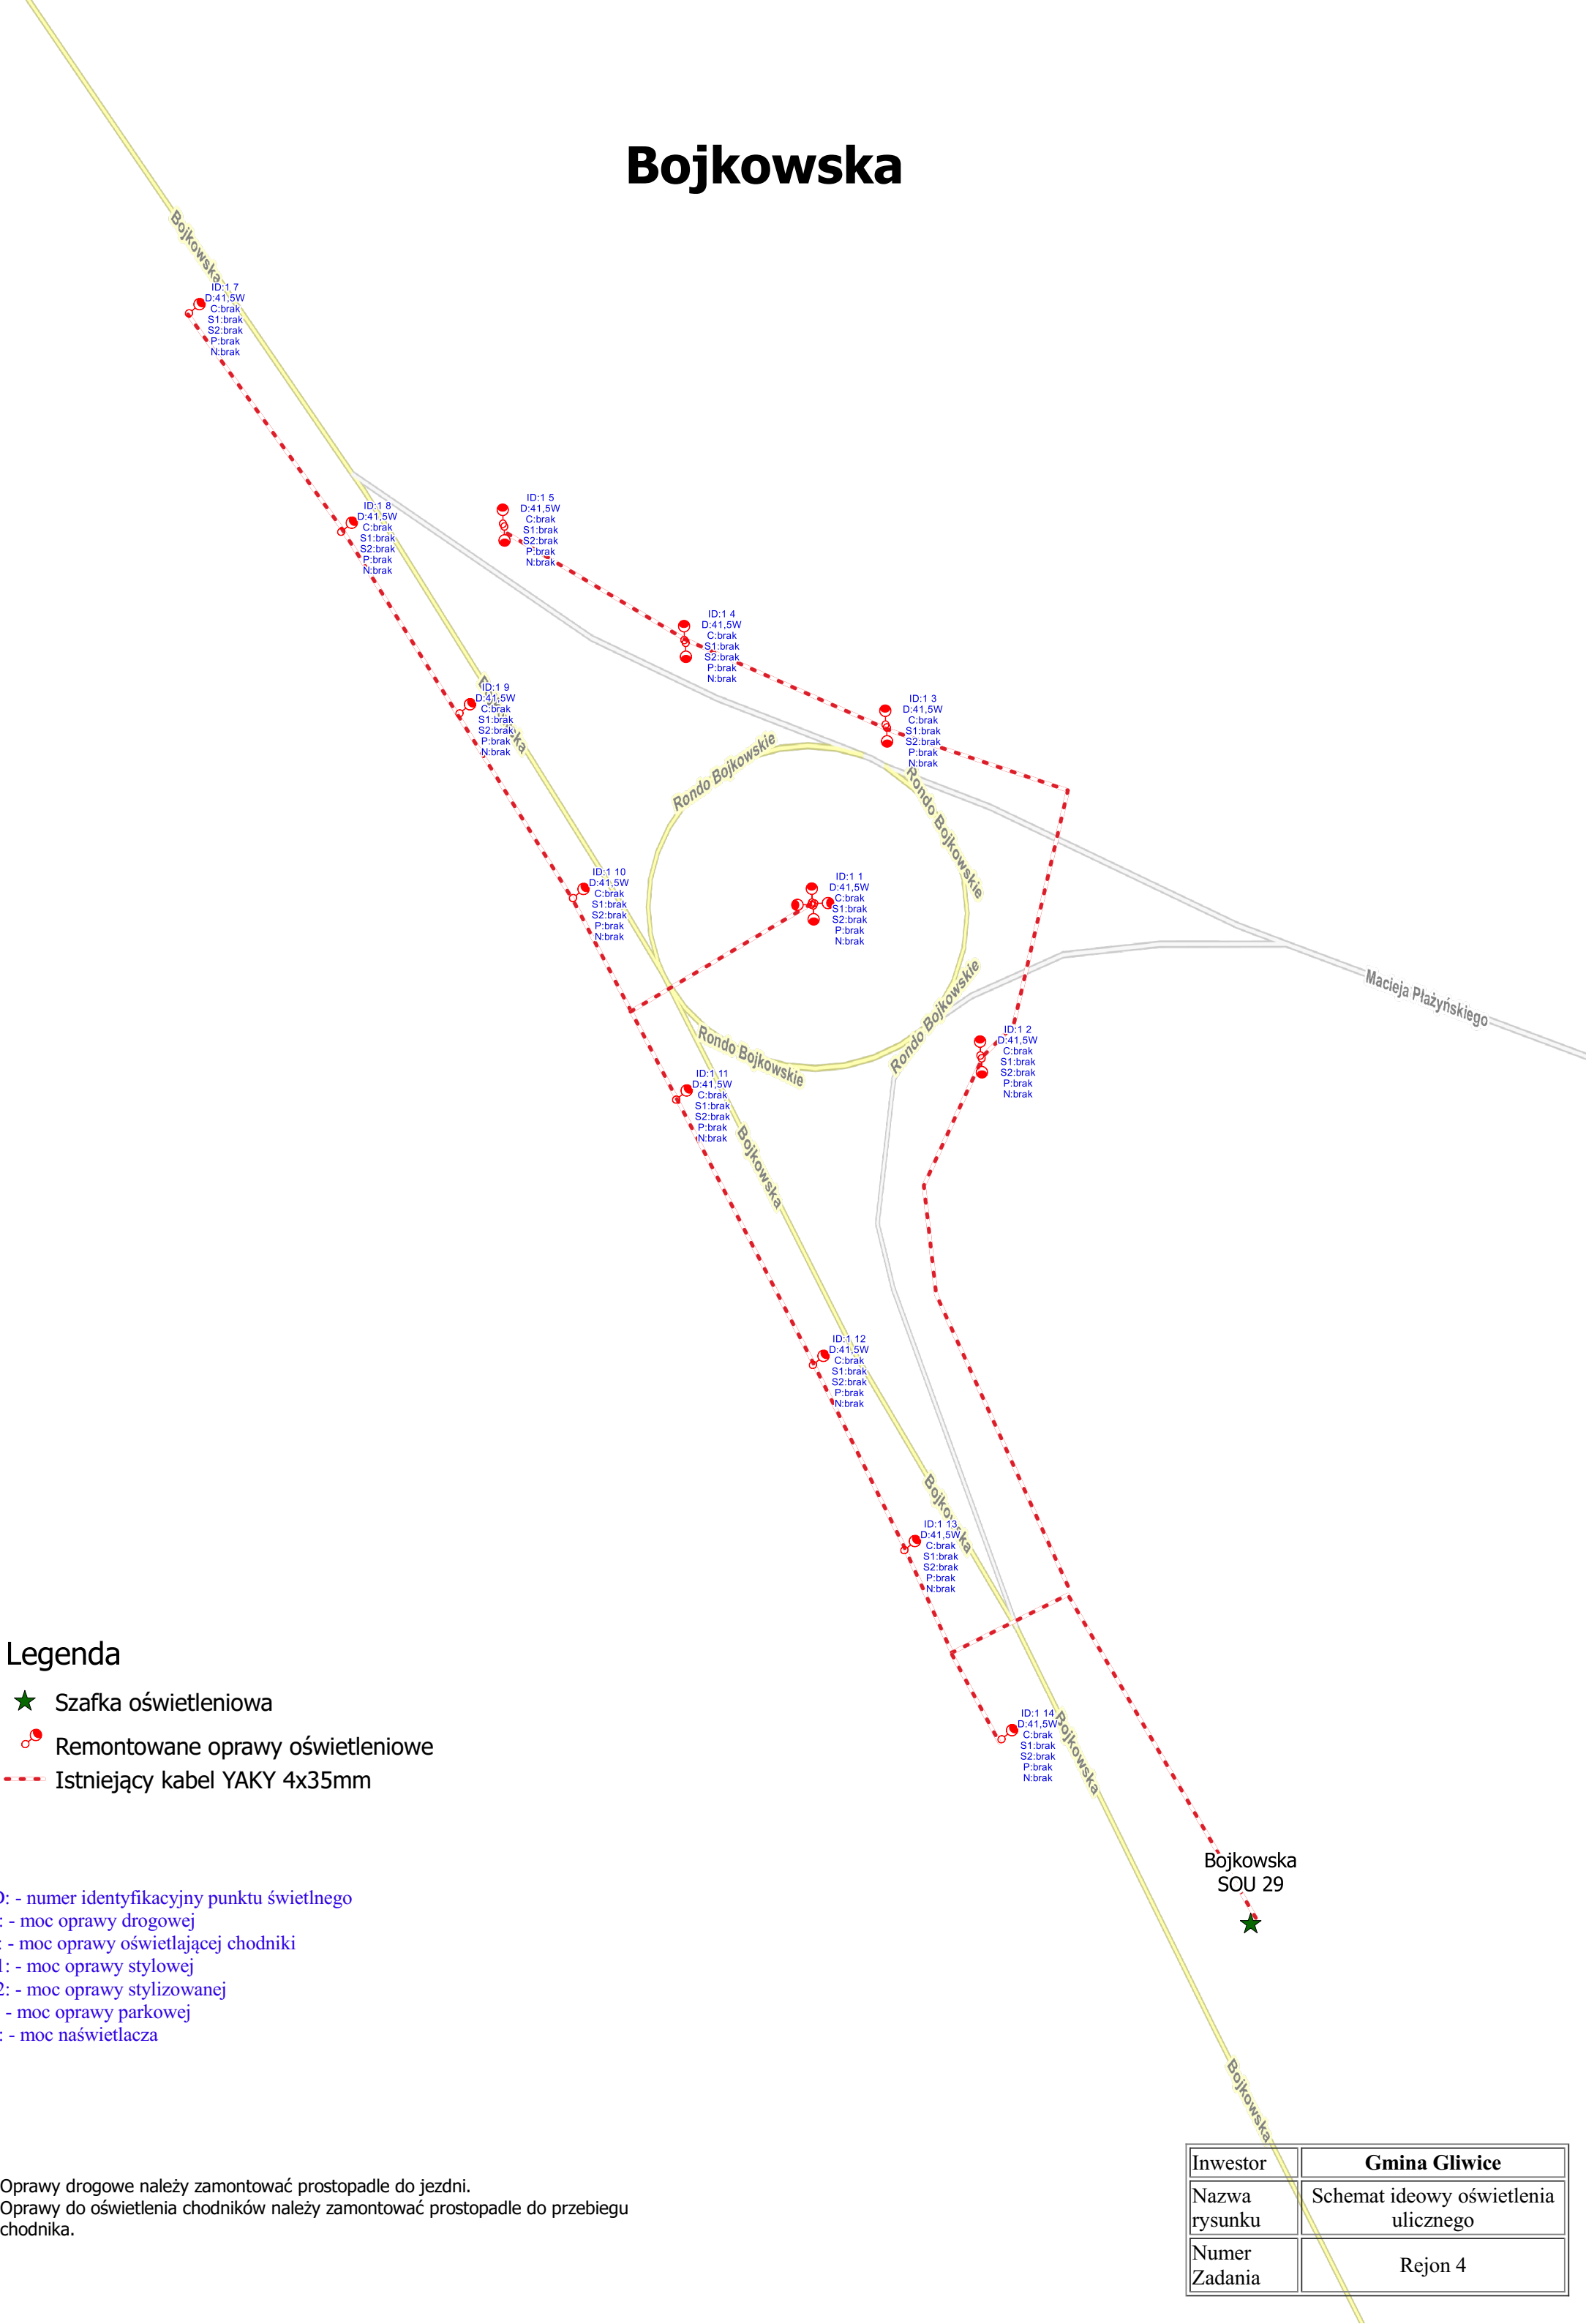 Bojkowska
Bojkowska
ID:1 7
D:41,5W
C:brak
S1:brak
S2:brak
P:brak
N:brak
ID:1 8
D:41,5W
C:brak
S1:brak
S2:brak
P:brak
N:brak
ID:1 5
D:41,5W
C:brak
S1:brak
S2:brak
P:brak
N:brak
ID:1 4
D:41,5W
C:brak
S1:brak
S2:brak
P:brak
N:brak
ID:1 9
D:41,5W
C:brak
S1:brak
S2:brak
P:brak
N:brak
ID:1 3
D:41,5W
C:brak
S1:brak
S2:brak
P:brak
N:brak
Rondo Bojkowskie
Rondo Bojkowskie
ID:1 10
D:41,5W
C:brak
S1:brak
S2:brak
P:brak
N:brak
ID:1 1
D:41,5W
C:brak
S1:brak
S2:brak
P:brak
N:brak
Macieja Płażyńskiego
Rondo Bojkowskie
Rondo Bojkowskie
ID:1 2
D:41,5W
C:brak
S1:brak
S2:brak
P:brak
N:brak
ID:1 11
D:41,5W
C:brak
S1:brak
S2:brak
P:brak
N:brak
Bojkowska
ID:1 12
D:41,5W
C:brak
S1:brak
S2:brak
P:brak
N:brak
Bojkowska
ID:1 13
D:41,5W
C:brak
S1:brak
S2:brak
P:brak
N:brak
ID:1 14
D:41,5W
C:brak
S1:brak
S2:brak
P:brak
N:brak
Bojkowska
Legenda
Szafka oświetleniowa
Remontowane oprawy oświetleniowe
Istniejący kabel YAKY 4x35mm
Bojkowska
SOU 29
D: - numer identyfikacyjny punktu świetlnego
: - moc oprawy drogowej
: - moc oprawy oświetlającej chodniki
1: - moc oprawy stylowej
2: - moc oprawy stylizowanej
- moc oprawy parkowej
: - moc naświetlacza
Bojkowska
Oprawy drogowe należy zamontować prostopadle do jezdni.
Oprawy do oświetlenia chodników należy zamontować prostopadle do przebiegu
chodnika.
Inwestor Gmina Gliwice
Nazwa rysunku Schemat ideowy oświetlenia ulicznego
Numer Zadania Rejon 4